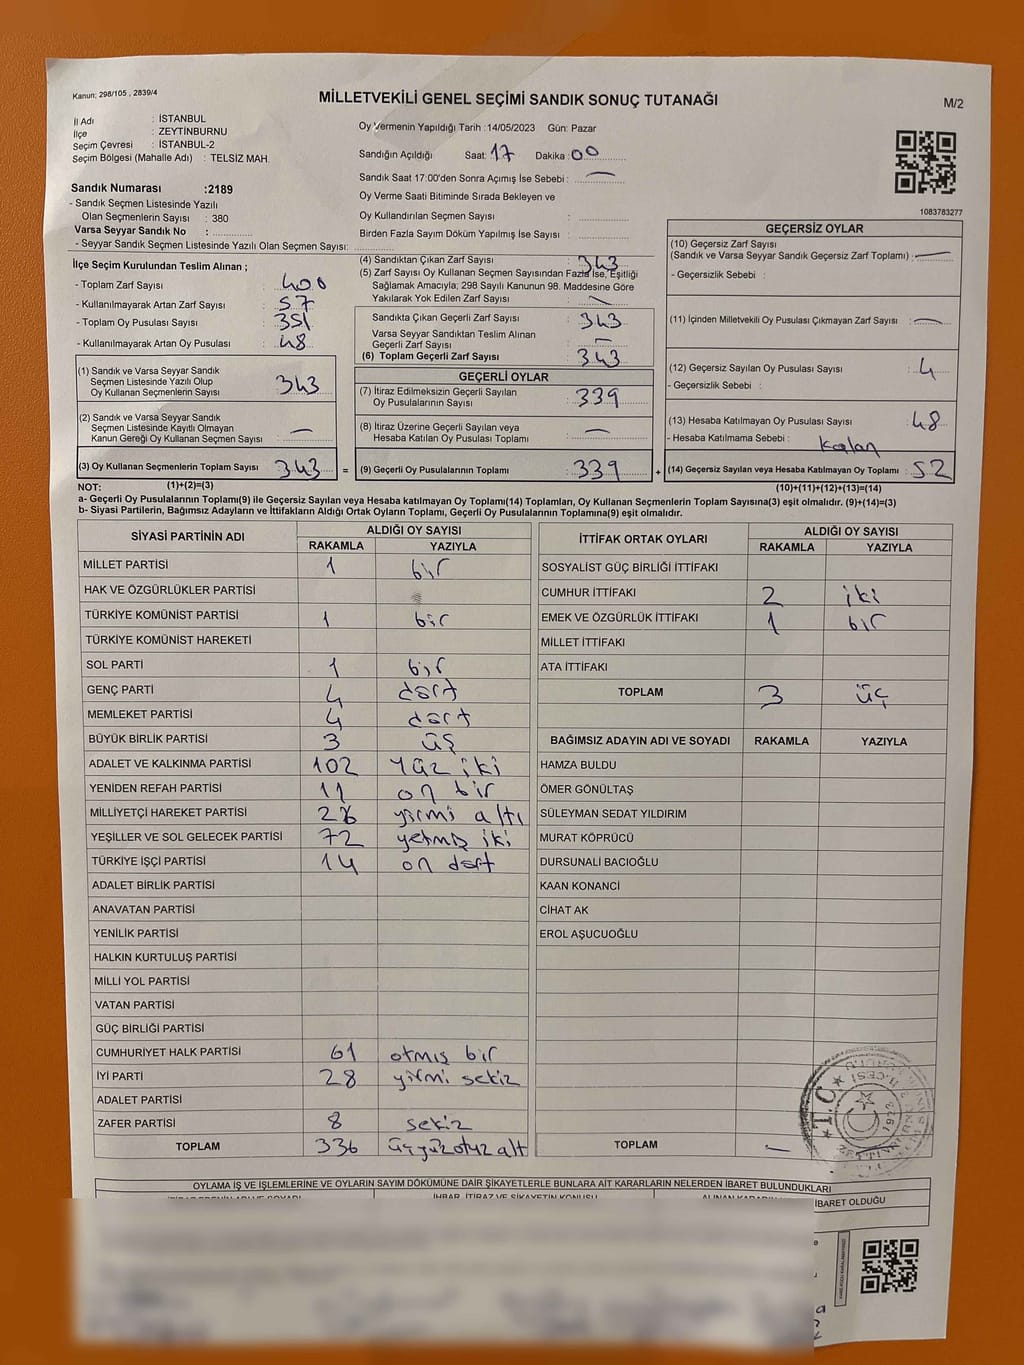 Kanun: 298/105 , 2839/4
MİLLETVEKİLİ GENEL SEÇİMİ SANDIK SONUÇ TUTANAĞI
M/2
İl Adı : İSTANBUL
İlçe : ZEYTİNBURNU
Seçim Çevresi : İSTANBUL-2
Seçim Bölgesi (Mahalle Adı) : TELSİZ MAH.
Oy Vermenin Yapıldığı Tarih :14/05/2023 Gün: Pazar
Sandığın Açıldığı Saat: 17 Dakika : 00
Sandık Saat 17:00'den Sonra Açımış İse Sebebi : —
Oy Verme Saati Bitiminde Sırada Bekleyen ve
Oy Kullandırılan Seçmen Sayısı :
Birden Fazla Sayım Döküm Yapılmış İse Sayısı :
1083783277
Sandık Numarası :2189
- Sandık Seçmen Listesinde Yazılı
Olan Seçmenlerin Sayısı : 380
Varsa Seyyar Sandık No :
- Seyyar Sandık Seçmen Listesinde Yazılı Olan Seçmen Sayısı:
İlçe Seçim Kurulundan Teslim Alınan ;
- Toplam Zarf Sayısı : 400
- Kullanılmayarak Artan Zarf Sayısı : 57
- Toplam Oy Pusulası Sayısı : 351
- Kullanılmayarak Artan Oy Pusulası : 48
(1) Sandık ve Varsa Seyyar Sandık
Seçmen Listesinde Yazılı Olup
Oy Kullanan Seçmenlerin Sayısı : 343
(2) Sandık ve Varsa Seyyar Sandık
Seçmen Listesinde Kayıtlı Olmayan
Kanun Gereği Oy Kullanan Seçmen Sayısı : —
(3) Oy Kullanan Seçmenlerin Toplam Sayısı : 343 =
(1)+(2)=(3)
(4) Sandıktan Çıkan Zarf Sayısı : 343
(5) Zarf Sayısı Oy Kullanan Seçmen Sayısından Fazla İse, Eşitliği
Sağlamak Amacıyla; 298 Sayılı Kanunun 98. Maddesine Göre
Yakılarak Yok Edilen Zarf Sayısı : —
Sandıkta Çıkan Geçerli Zarf Sayısı : 343
Varsa Seyyar Sandıktan Teslim Alınan
Geçerli Zarf Sayısı : —
(6) Toplam Geçerli Zarf Sayısı : 343
GEÇERLİ OYLAR
(7) İtiraz Edilmeksizin Geçerli Sayılan
Oy Pusulalarının Sayısı : 339
(8) İtiraz Üzerine Geçerli Sayılan veya
Hesaba Katılan Oy Pusulası Toplamı : —
(9) Geçerli Oy Pusulalarının Toplamı : 339 +
GEÇERSİZ OYLAR
(10) Geçersiz Zarf Sayısı
(Sandık ve Varsa Seyyar Sandık Geçersiz Zarf Toplamı) : —
- Geçersizlik Sebebi :
(11) İçinden Milletvekili Oy Pusulası Çıkmayan Zarf Sayısı : —
(12) Geçersiz Sayılan Oy Pusulası Sayısı : 4
- Geçersizlik Sebebi :
(13) Hesaba Katılmayan Oy Pusulası Sayısı : 48
- Hesaba Katılmama Sebebi : Kalan
(14) Geçersiz Sayılan veya Hesaba Katılmayan Oy Toplamı : 52
(10)+(11)+(12)+(13)=(14)
NOT:
a- Geçerli Oy Pusulalarının Toplamı(9) ile Geçersiz Sayılan veya Hesaba katılmayan Oy Toplamı(14) Toplamları, Oy Kullanan Seçmenlerin Toplam Sayısına(3) eşit olmalıdır. (9)+(14)=(3)
b- Siyasi Partilerin, Bağımsız Adayların ve İttifakların Aldığı Ortak Oyların Toplamı, Geçerli Oy Pusulalarının Toplamına(9) eşit olmalıdır.
SİYASİ PARTİNİN ADI ALDIĞI OY SAYISI
RAKAMLA YAZIYLA
MİLLET PARTİSİ 1 bir
HAK VE ÖZGÜRLÜKLER PARTİSİ
TÜRKİYE KOMÜNİST PARTİSİ 1 bir
TÜRKİYE KOMÜNİST HAREKETİ
SOL PARTİ 1 bir
GENÇ PARTİ 4 dört
MEMLEKET PARTİSİ 4 dört
BÜYÜK BİRLİK PARTİSİ 3 üş
ADALET VE KALKINMA PARTİSİ 102 Yüz iki
YENİDEN REFAH PARTİSİ 11 on bir
MİLLİYETÇİ HAREKET PARTİSİ 26 yirmi altı
YEŞİLLER VE SOL GELECEK PARTİSİ 72 yetmiş iki
TÜRKİYE İŞÇİ PARTİSİ 14 on dört
ADALET BİRLİK PARTİSİ
ANAVATAN PARTİSİ
YENİLİK PARTİSİ
HALKIN KURTULUŞ PARTİSİ
MİLLİ YOL PARTİSİ
VATAN PARTİSİ
GÜÇ BİRLİĞİ PARTİSİ
CUMHURİYET HALK PARTİSİ 61 otmış bir
İYİ PARTİ 28 yirmi sekiz
ADALET PARTİSİ
ZAFER PARTİSİ 8 sekiz
TOPLAM 336 üçyüzotuz alt
İTTİFAK ORTAK OYLARI ALDIĞI OY SAYISI
RAKAMLA YAZIYLA
SOSYALİST GÜÇ BİRLİĞİ İTTİFAKI
CUMHUR İTTİFAKI 2 iki
EMEK VE ÖZGÜRLÜK İTTİFAKI 1 bir
MİLLET İTTİFAKI
ATA İTTİFAKI
TOPLAM 3 üç
BAĞIMSIZ ADAYIN ADI VE SOYADI RAKAMLA YAZIYLA
HAMZA BULDU
ÖMER GÖNÜLTAŞ
SÜLEYMAN SEDAT YILDIRIM
MURAT KÖPRÜCÜ
DURSUNALİ BACIOĞLU
KAAN KONANCİ
CİHAT AK
EROL AŞUCUOĞLU
TOPLAM —
T.C.
1923
OYLAMA İŞ VE İŞLEMLERİNE VE OYLARIN SAYIM DÖKÜMÜNE DAİR ŞİKAYETLERLE BUNLARA AİT KARARLARIN NELERDEN İBARET BULUNDUKLARI
İHBAR, İTİRAZ VE ŞİKAYETİN KONUSU
İBARET OLDUĞU